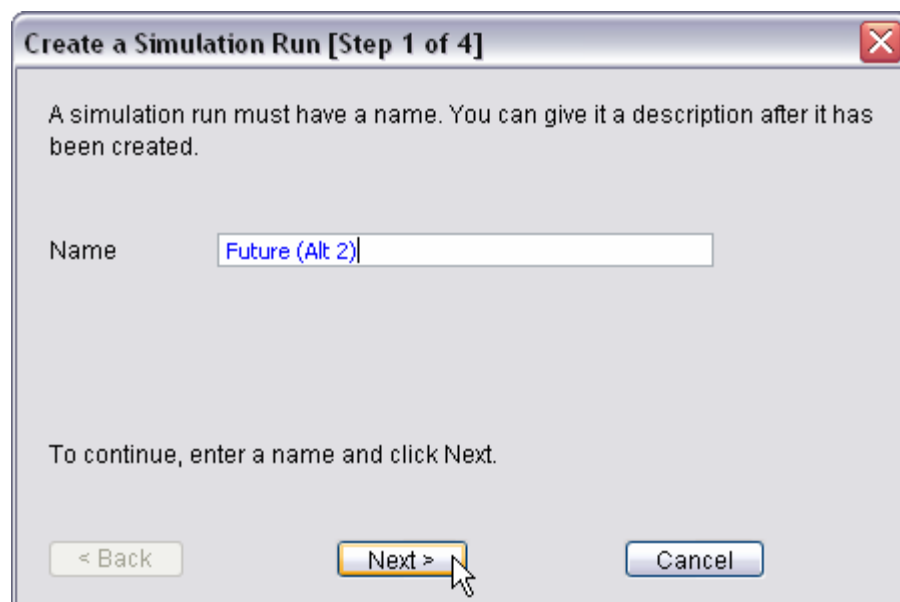 Create a Simulation Run [Step 1 of 4]
A simulation run must have a name. You can give it a description after it has
been created.
Name
Future (Alt 2)
To continue, enter a name and click Next.
< Back
Next >
Cancel